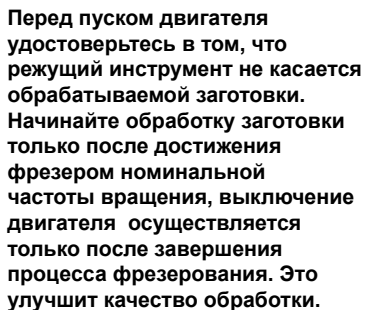 Перед пуском двигателя
удостоверьтесь в том, что
режущий инструмент не касается
обрабатываемой заготовки.
Начинайте обработку заготовки
только после достижения
фрезером номинальной
частоты вращения, выключение
двигателя  осуществляется
только после завершения
процесса фрезерования. Это
улучшит качество обработки.